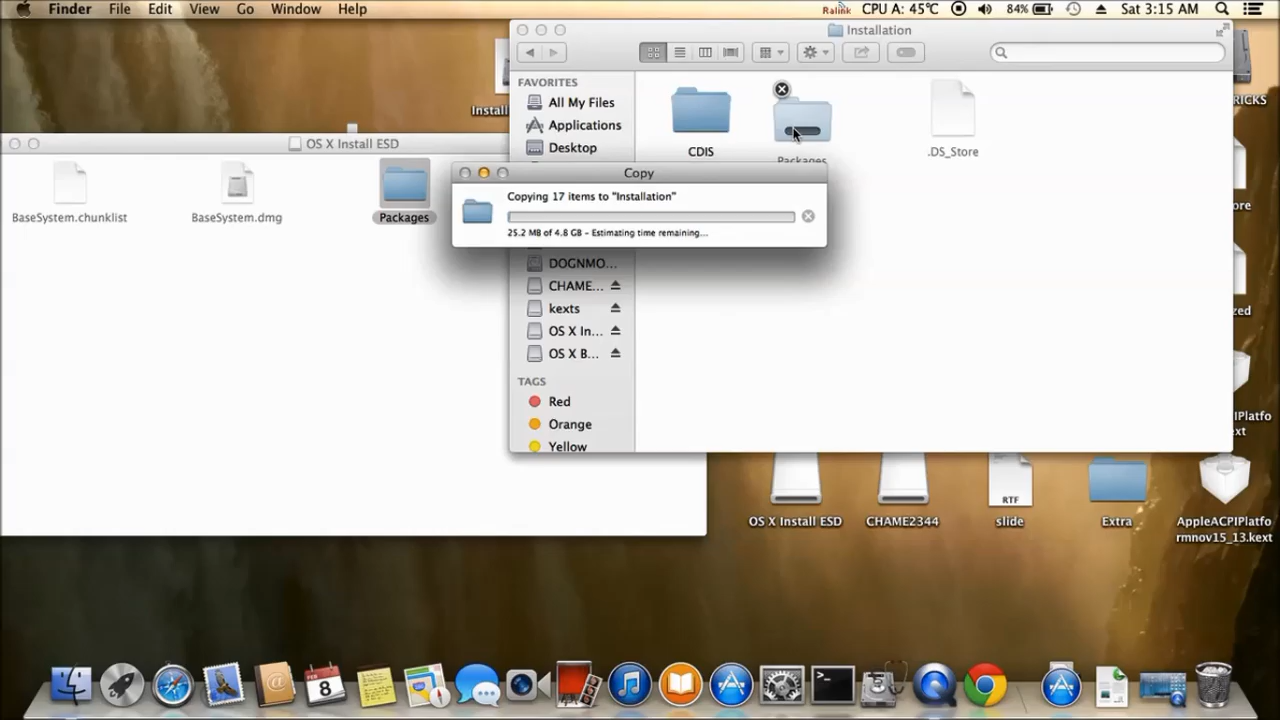 Finder File Edit View Go Window Help
Ralink CPU A: 45℃ 84% Sat 3:15 AM
Installation
OS X Install ESD
BaseSystem.chunklist
BaseSystem.dmg
Packages
FAVORITES
All My Files
Applications
Desktop
DOGNMO...
CHAME...
kexts
OS X In...
OS X B...
TAGS
Red
Orange
Yellow
CDIS
Packages
.DS_Store
Copy
Copying 17 items to "Installation"
25.2 MB of 4.8 GB - Estimating time remaining...
Install
RICKS
ore
zed
IPlatfo
ext
OS X Install ESD
CHAME2344
RTF
slide
Extra
AppleACPIPlatfo
rmnov15_13.kext
FEB
8